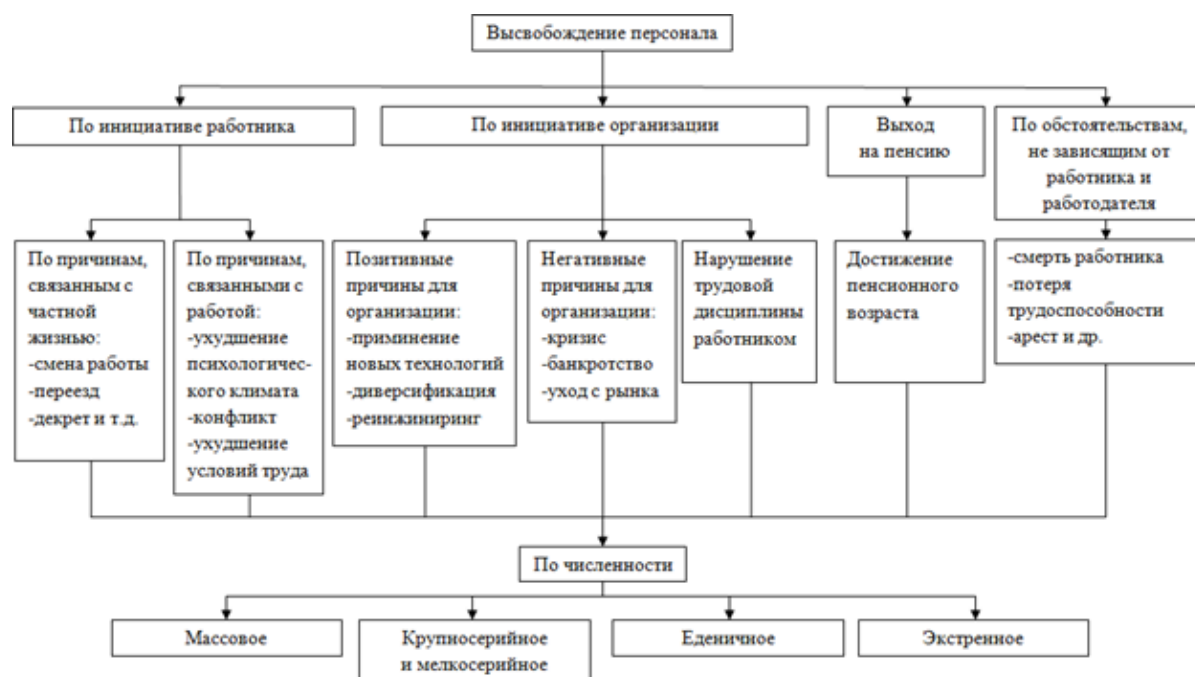 Высвобождение персонала
По инициативе работника
По инициативе организации
Выход
на пенсию
По обстоятельствам,
не зависящим от
работника и
работодателя
По причинам,
связанным с
частной
жизнью:
-смена работы
-переезд
-декрет и т.д.
По причинам,
связанными с
работой:
-ухудшение
психологичес-
кого климата
-конфликт
-ухудшение
условий труда
Позитивные
причины для
организации:
-приминение
новых технологий
-диверсификация
-реинжиниринг
Негативные
причины для
организации:
-кризис
-банкротство
-уход с рынка
Нарушение
трудовой
дисциплины
работником
Достижение
пенсионного
возраста
-смерть работника
-потеря
трудоспособности
-арест и др.
По численности
Массовое
Крупносерийное
и мелкосерийное
Еденичное
Экстренное